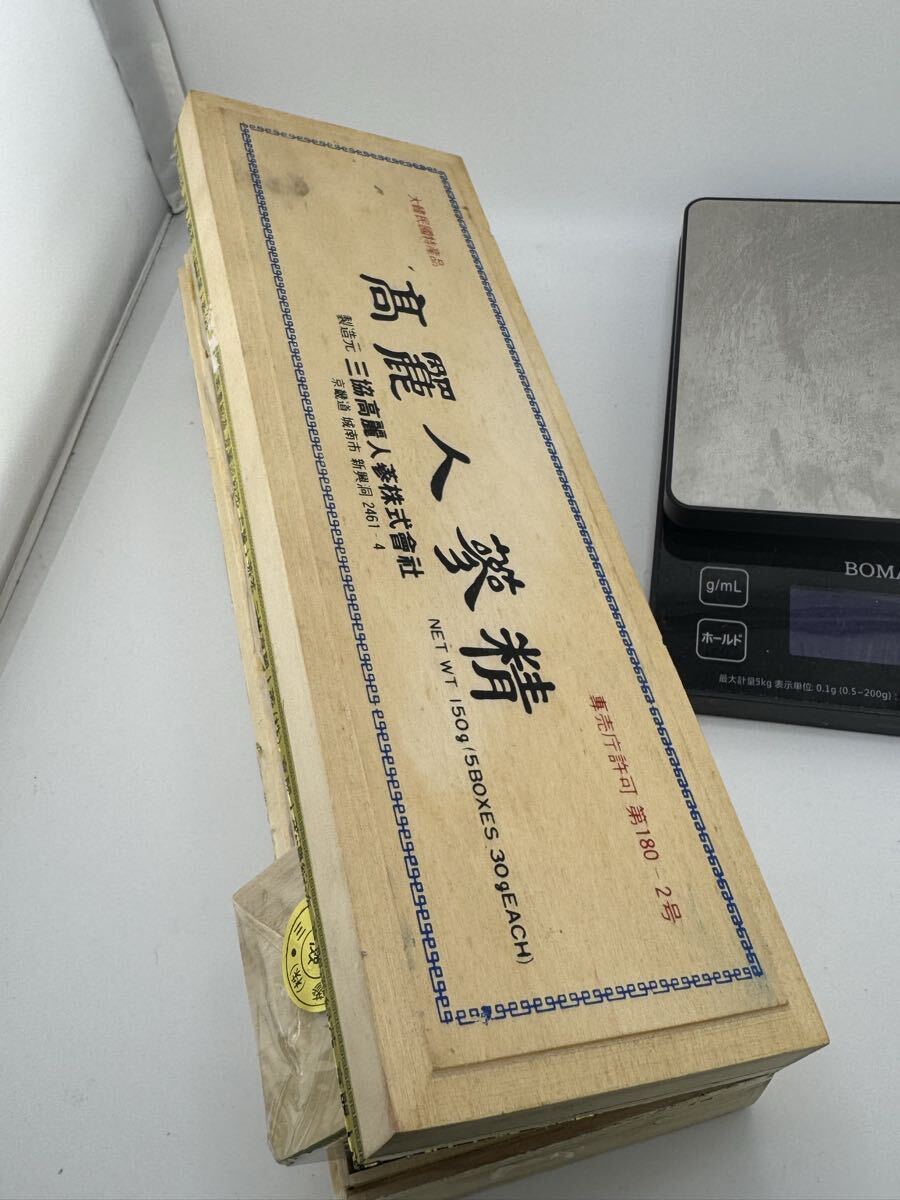 大韓民國特産品
高麗人蔘精
製造元 三協高麗人蔘株式會社
京畿道 城南市 新興洞 2461-4
NET WT 150g (5BOXES 30gEACH)
専売庁許可 第180-2号
g/mL
ホールド
BOMA
最大計量5kg 表示単位: 0.1g (0.5-200g) :